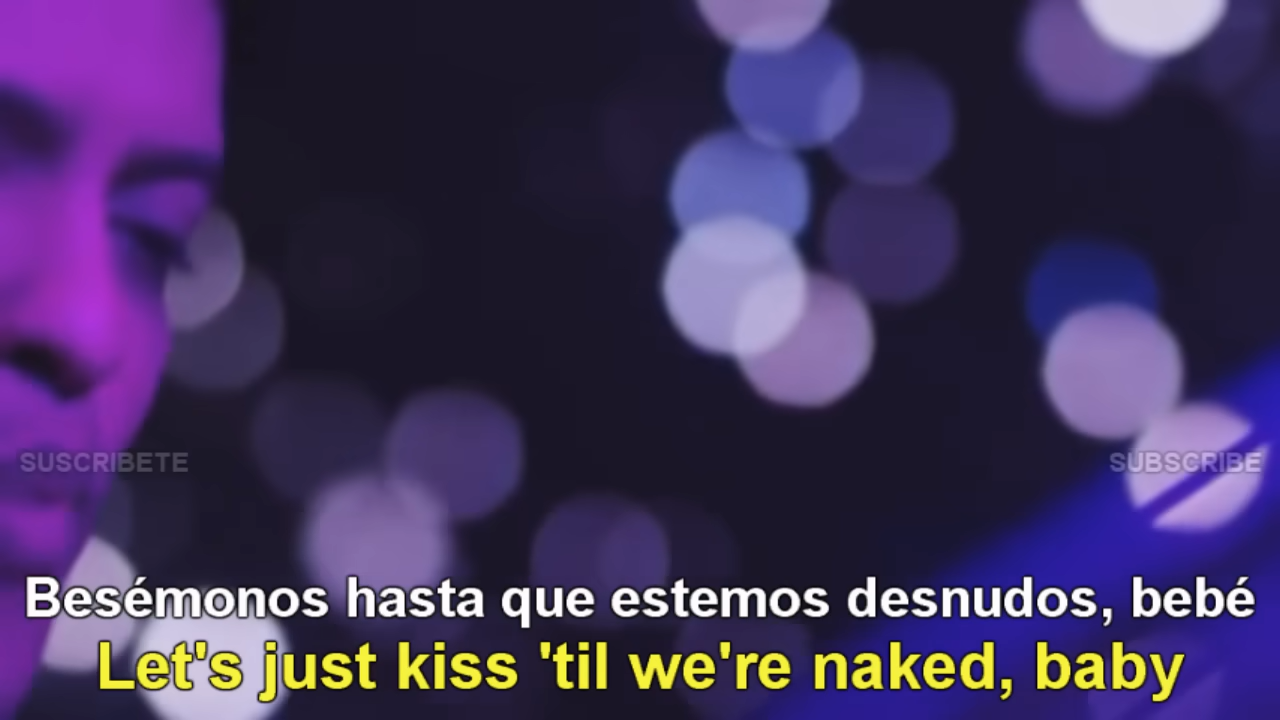 SUSCRIBETE
SUBSCRIBE
Besémonos hasta que estemos desnudos, bebé
Let's just kiss 'til we're naked, baby